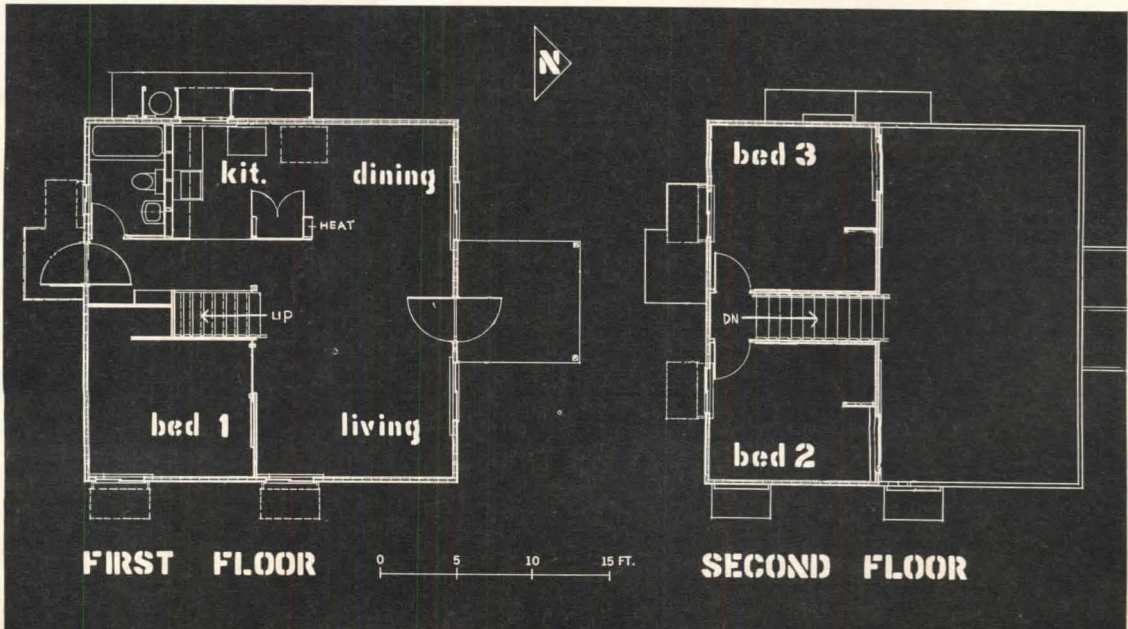 N
kit.
dining
HEAT
UP
bed 1
living
FIRST FLOOR
0 5 10 15 FT.
bed 3
DN
bed 2
SECOND FLOOR